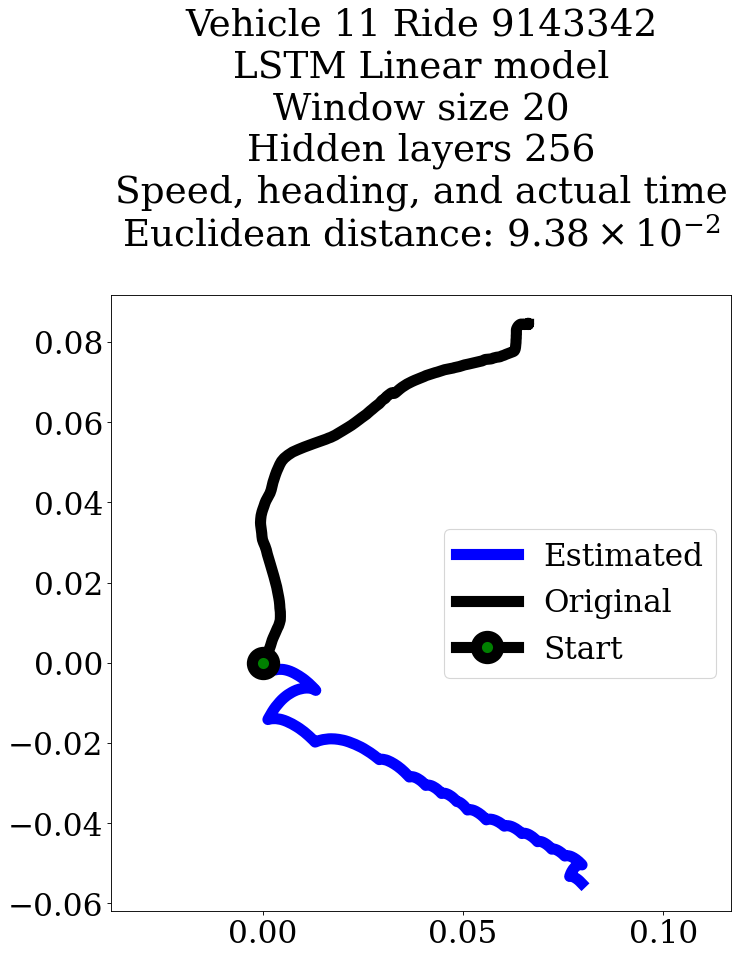 Vehicle 11 Ride 9143342
LSTM Linear model
Window size 20
Hidden layers 256
Speed, heading, and actual time
Euclidean distance: 9.38 × 10⁻²
0.08
0.06
0.04
0.02
0.00
−0.02
−0.04
−0.06
Estimated
Original
Start
0.00 0.05 0.10